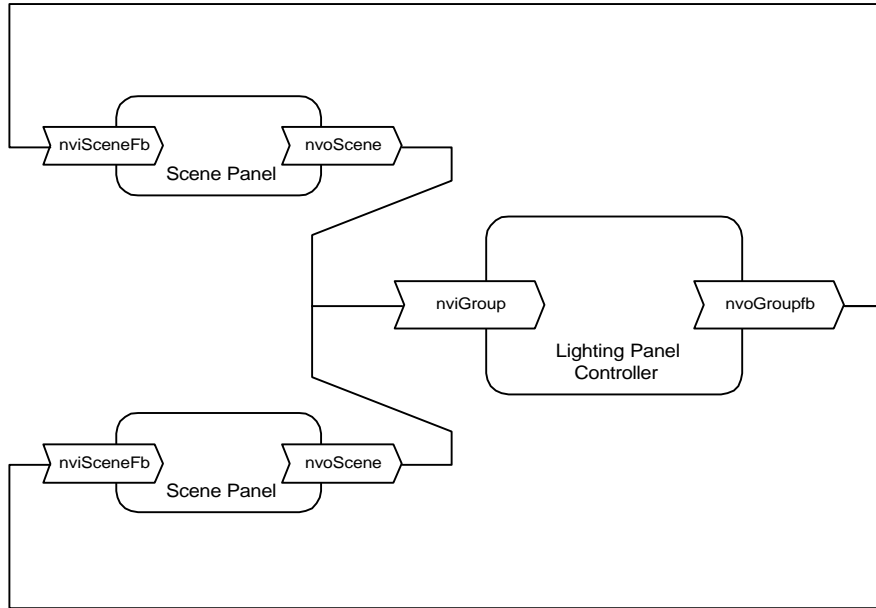 nviSceneFb
nvoScene
Scene Panel
nviGroup
nvoGroupfb
Lighting Panel
Controller
nviSceneFb
nvoScene
Scene Panel